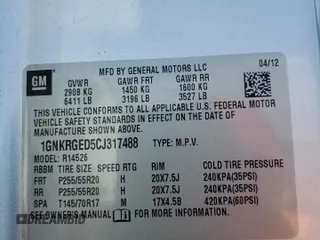 GM
MFD BY GENERAL MOTORS LLC
04/12
GVWR GAWR FRT GAWR RR
2908 KG 1450 KG 1600 KG
6411 LB 3196 LB 3527 LB
THIS VEHICLE CONFORMS TO ALL APPLICABLE U.S. FEDERAL MOTOR
VEHICLE SAFETY AND THEFT PREVENTION STANDARDS IN EFFECT ON
THE DATE OF MANUFACTURE SHOWN ABOVE.
1GNKRGED5CJ317488 TYPE: M.P.V.
MODEL: R14526
RBBM TIRE SIZE SPEED RTG RIM COLD TIRE PRESSURE
FRT P255/55R20 H 20X7.5J 240KPA(35PSI)
RR P255/55R20 H 20X7.5J 240KPA(35PSI)
SPA T145/70R17 M 17X4.5B 420KPA(60PSI)